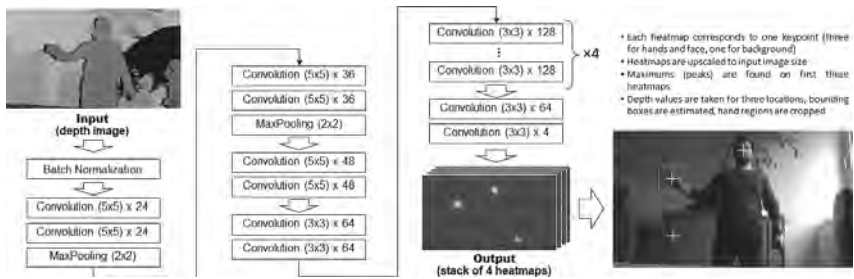 Input
(depth image)
Batch Normalization
Convolution (5x5) x 24
Convolution (5x5) x 24
MaxPooling (2x2)
Convolution (5x5) x 36
Convolution (5x5) x 36
MaxPooling (2x2)
Convolution (5x5) x 48
Convolution (5x5) x 48
Convolution (3x3) x 64
Convolution (3x3) x 64
Convolution (3x3) x 128
⋮
Convolution (3x3) x 128
×4
Convolution (3x3) x 64
Convolution (3x3) x 4
Output
(stack of 4 heatmaps)
• Each heatmap corresponds to one keypoint (three
for hands and face, one for background)
• Heatmaps are upscaled to input image size
• Maximums (peaks) are found on first three
heatmaps
• Depth values are taken for three locations, bounding
boxes are estimated, hand regions are cropped